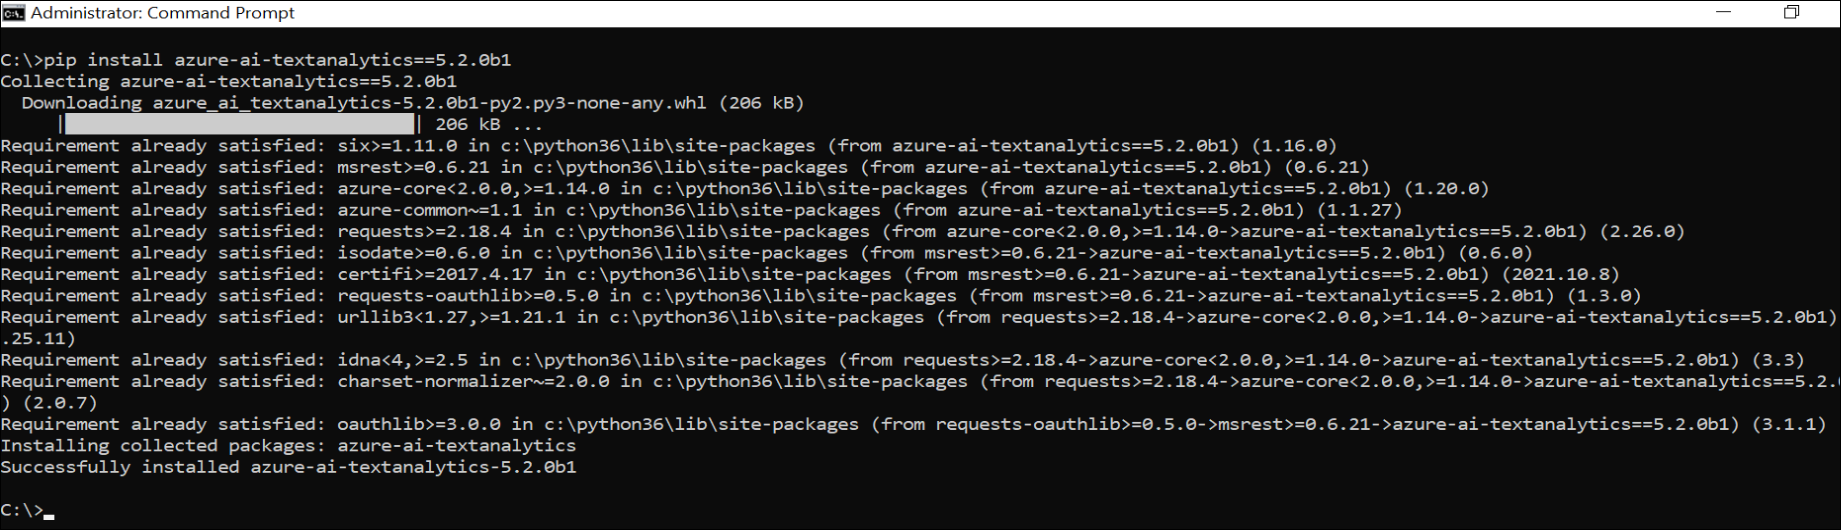 Administrator: Command Prompt
C:\>pip install azure-ai-textanalytics==5.2.0b1
Collecting azure-ai-textanalytics==5.2.0b1
  Downloading azure_ai_textanalytics-5.2.0b1-py2.py3-none-any.whl (206 kB)
     |████████████████████████████████| 206 kB ...
Requirement already satisfied: six>=1.11.0 in c:\python36\lib\site-packages (from azure-ai-textanalytics==5.2.0b1) (1.16.0)
Requirement already satisfied: msrest>=0.6.21 in c:\python36\lib\site-packages (from azure-ai-textanalytics==5.2.0b1) (0.6.21)
Requirement already satisfied: azure-core<2.0.0,>=1.14.0 in c:\python36\lib\site-packages (from azure-ai-textanalytics==5.2.0b1) (1.20.0)
Requirement already satisfied: azure-common~=1.1 in c:\python36\lib\site-packages (from azure-ai-textanalytics==5.2.0b1) (1.1.27)
Requirement already satisfied: requests>=2.18.4 in c:\python36\lib\site-packages (from azure-core<2.0.0,>=1.14.0->azure-ai-textanalytics==5.2.0b1) (2.26.0)
Requirement already satisfied: isodate>=0.6.0 in c:\python36\lib\site-packages (from msrest>=0.6.21->azure-ai-textanalytics==5.2.0b1) (0.6.0)
Requirement already satisfied: certifi>=2017.4.17 in c:\python36\lib\site-packages (from msrest>=0.6.21->azure-ai-textanalytics==5.2.0b1) (2021.10.8)
Requirement already satisfied: requests-oauthlib>=0.5.0 in c:\python36\lib\site-packages (from msrest>=0.6.21->azure-ai-textanalytics==5.2.0b1) (1.3.0)
Requirement already satisfied: urllib3<1.27,>=1.21.1 in c:\python36\lib\site-packages (from requests>=2.18.4->azure-core<2.0.0,>=1.14.0->azure-ai-textanalytics==5.2.0b1)
.25.11)
Requirement already satisfied: idna<4,>=2.5 in c:\python36\lib\site-packages (from requests>=2.18.4->azure-core<2.0.0,>=1.14.0->azure-ai-textanalytics==5.2.0b1) (3.3)
Requirement already satisfied: charset-normalizer~=2.0.0 in c:\python36\lib\site-packages (from requests>=2.18.4->azure-core<2.0.0,>=1.14.0->azure-ai-textanalytics==5.2.
) (2.0.7)
Requirement already satisfied: oauthlib>=3.0.0 in c:\python36\lib\site-packages (from requests-oauthlib>=0.5.0->msrest>=0.6.21->azure-ai-textanalytics==5.2.0b1) (3.1.1)
Installing collected packages: azure-ai-textanalytics
Successfully installed azure-ai-textanalytics-5.2.0b1
C:\>